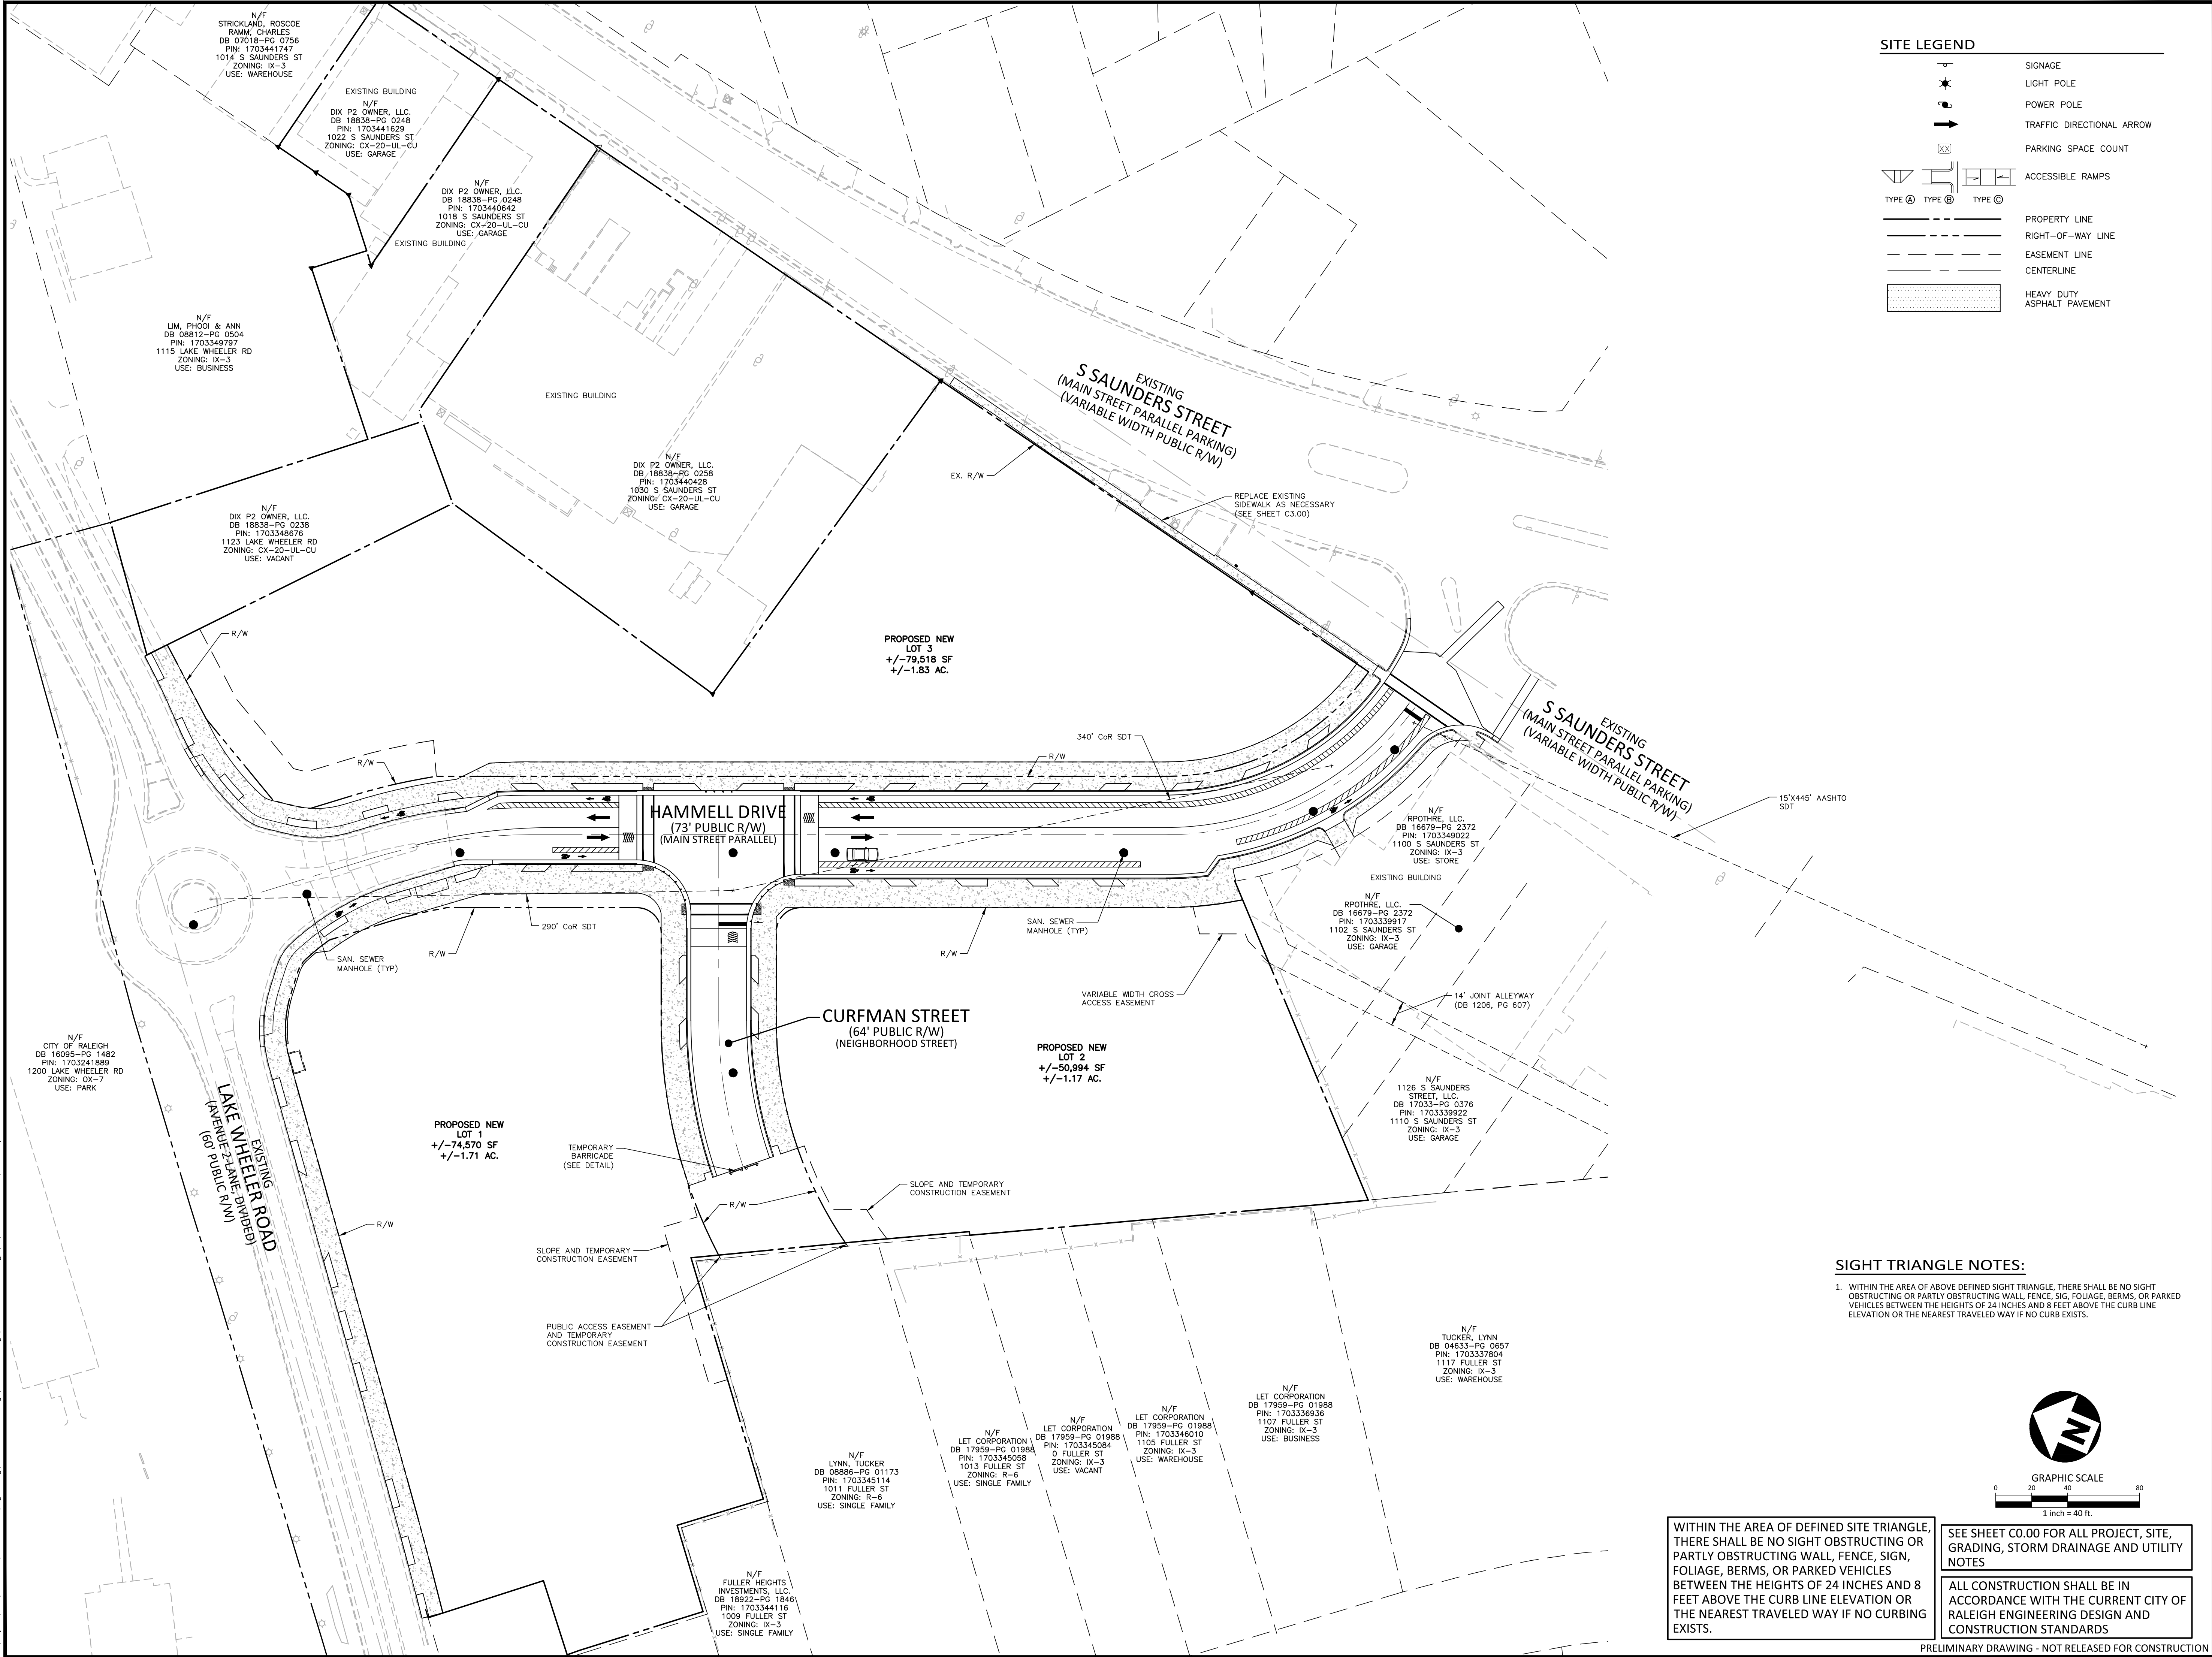 N/F
STRICKLAND, ROSCOE
RAMM, CHARLES
DB 07018-PG 0756
PIN: 1703441747
1014 S SAUNDERS ST
ZONING: IX-3
USE: WAREHOUSE
EXISTING BUILDING
N/F
DIX P2 OWNER, LLC.
DB 18838-PG 0248
PIN: 1703441629
1022 S SAUNDERS ST
ZONING: CX-20-UL-CU
USE: GARAGE
N/F
DIX P2 OWNER, LLC.
DB 18838-PG 0248
PIN: 1703440642
1018 S SAUNDERS ST
ZONING: CX-20-UL-CU
USE: GARAGE
EXISTING BUILDING
N/F
LIM, PHOOI & ANN
DB 08812-PG 0504
PIN: 1703349797
1115 LAKE WHEELER RD
ZONING: IX-3
USE: BUSINESS
EXISTING BUILDING
N/F
DIX P2 OWNER, LLC.
DB 18838-PG 0258
PIN: 1703440428
1030 S SAUNDERS ST
ZONING: CX-20-UL-CU
USE: GARAGE
N/F
DIX P2 OWNER, LLC.
DB 18838-PG 0238
PIN: 1703348676
1123 LAKE WHEELER RD
ZONING: CX-20-UL-CU
USE: VACANT
EXISTING
S SAUNDERS STREET
(MAIN STREET PARALLEL PARKING)
(VARIABLE WIDTH PUBLIC R/W)
EX. R/W
REPLACE EXISTING
SIDEWALK AS NECESSARY
(SEE SHEET C3.00)
R/W
PROPOSED NEW
LOT 3
+/-79,518 SF
+/-1.83 AC.
340' CoR SDT
R/W
R/W
EXISTING
S SAUNDERS STREET
(MAIN STREET PARALLEL PARKING)
(VARIABLE WIDTH PUBLIC R/W)
15'X445' AASHTO
SDT
HAMMELL DRIVE
(73' PUBLIC R/W)
(MAIN STREET PARALLEL)
N/F
RPOTHRE, LLC.
DB 16679-PG 2372
PIN: 1703349022
1100 S SAUNDERS ST
ZONING: IX-3
USE: STORE
EXISTING BUILDING
N/F
RPOTHRE, LLC.
DB 16679-PG 2372
PIN: 1703339917
1102 S SAUNDERS ST
ZONING: IX-3
USE: GARAGE
290' CoR SDT
SAN. SEWER
MANHOLE (TYP)
R/W
SAN. SEWER
MANHOLE (TYP)
R/W
VARIABLE WIDTH CROSS
ACCESS EASEMENT
14' JOINT ALLEYWAY
(DB 1206, PG 607)
CURFMAN STREET
(64' PUBLIC R/W)
(NEIGHBORHOOD STREET)
N/F
CITY OF RALEIGH
DB 16095-PG 1482
PIN: 1703241889
1200 LAKE WHEELER RD
ZONING: OX-7
USE: PARK
PROPOSED NEW
LOT 2
+/-50,994 SF
+/-1.17 AC.
N/F
1126 S SAUNDERS
STREET, LLC.
DB 17033-PG 0376
PIN: 1703339922
1110 S SAUNDERS ST
ZONING: IX-3
USE: GARAGE
EXISTING
LAKE WHEELER ROAD
(AVENUE 2-LANE, DIVIDED)
(60' PUBLIC R/W)
PROPOSED NEW
LOT 1
+/-74,570 SF
+/-1.71 AC.
TEMPORARY
BARRICADE
(SEE DETAIL)
SLOPE AND TEMPORARY
CONSTRUCTION EASEMENT
R/W
R/W
SLOPE AND TEMPORARY
CONSTRUCTION EASEMENT
PUBLIC ACCESS EASEMENT
AND TEMPORARY
CONSTRUCTION EASEMENT
N/F
TUCKER, LYNN
DB 04633-PG 0657
PIN: 1703337804
1117 FULLER ST
ZONING: IX-3
USE: WAREHOUSE
N/F
LET CORPORATION
DB 17959-PG 01988
PIN: 1703336936
1107 FULLER ST
ZONING: IX-3
USE: BUSINESS
N/F
LET CORPORATION
DB 17959-PG 01988
PIN: 1703346010
1105 FULLER ST
ZONING: IX-3
USE: WAREHOUSE
N/F
LET CORPORATION
DB 17959-PG 01988
PIN: 1703345084
0 FULLER ST
ZONING: IX-3
USE: VACANT
N/F
LET CORPORATION
DB 17959-PG 01988
PIN: 1703345058
1013 FULLER ST
ZONING: R-6
USE: SINGLE FAMILY
N/F
LYNN, TUCKER
DB 08886-PG 01173
PIN: 1703345114
1011 FULLER ST
ZONING: R-6
USE: SINGLE FAMILY
N/F
FULLER HEIGHTS
INVESTMENTS, LLC.
DB 18922-PG 1846
PIN: 1703344116
1009 FULLER ST
ZONING: IX-3
USE: SINGLE FAMILY
SITE LEGEND
SIGNAGE
LIGHT POLE
POWER POLE
TRAFFIC DIRECTIONAL ARROW
XX PARKING SPACE COUNT
ACCESSIBLE RAMPS
TYPE A TYPE B TYPE C
PROPERTY LINE
RIGHT-OF-WAY LINE
EASEMENT LINE
CENTERLINE
HEAVY DUTY
ASPHALT PAVEMENT
SIGHT TRIANGLE NOTES:
1. WITHIN THE AREA OF ABOVE DEFINED SIGHT TRIANGLE, THERE SHALL BE NO SIGHT
OBSTRUCTING OR PARTLY OBSTRUCTING WALL, FENCE, SIG, FOLIAGE, BERMS, OR PARKED
VEHICLES BETWEEN THE HEIGHTS OF 24 INCHES AND 8 FEET ABOVE THE CURB LINE
ELEVATION OR THE NEAREST TRAVELED WAY IF NO CURB EXISTS.
N
GRAPHIC SCALE
0 20 40 80
1 inch = 40 ft.
WITHIN THE AREA OF DEFINED SITE TRIANGLE,
THERE SHALL BE NO SIGHT OBSTRUCTING OR
PARTLY OBSTRUCTING WALL, FENCE, SIGN,
FOLIAGE, BERMS, OR PARKED VEHICLES
BETWEEN THE HEIGHTS OF 24 INCHES AND 8
FEET ABOVE THE CURB LINE ELEVATION OR
THE NEAREST TRAVELED WAY IF NO CURBING
EXISTS.
SEE SHEET C0.00 FOR ALL PROJECT, SITE,
GRADING, STORM DRAINAGE AND UTILITY
NOTES
ALL CONSTRUCTION SHALL BE IN
ACCORDANCE WITH THE CURRENT CITY OF
RALEIGH ENGINEERING DESIGN AND
CONSTRUCTION STANDARDS
PRELIMINARY DRAWING - NOT RELEASED FOR CONSTRUCTION